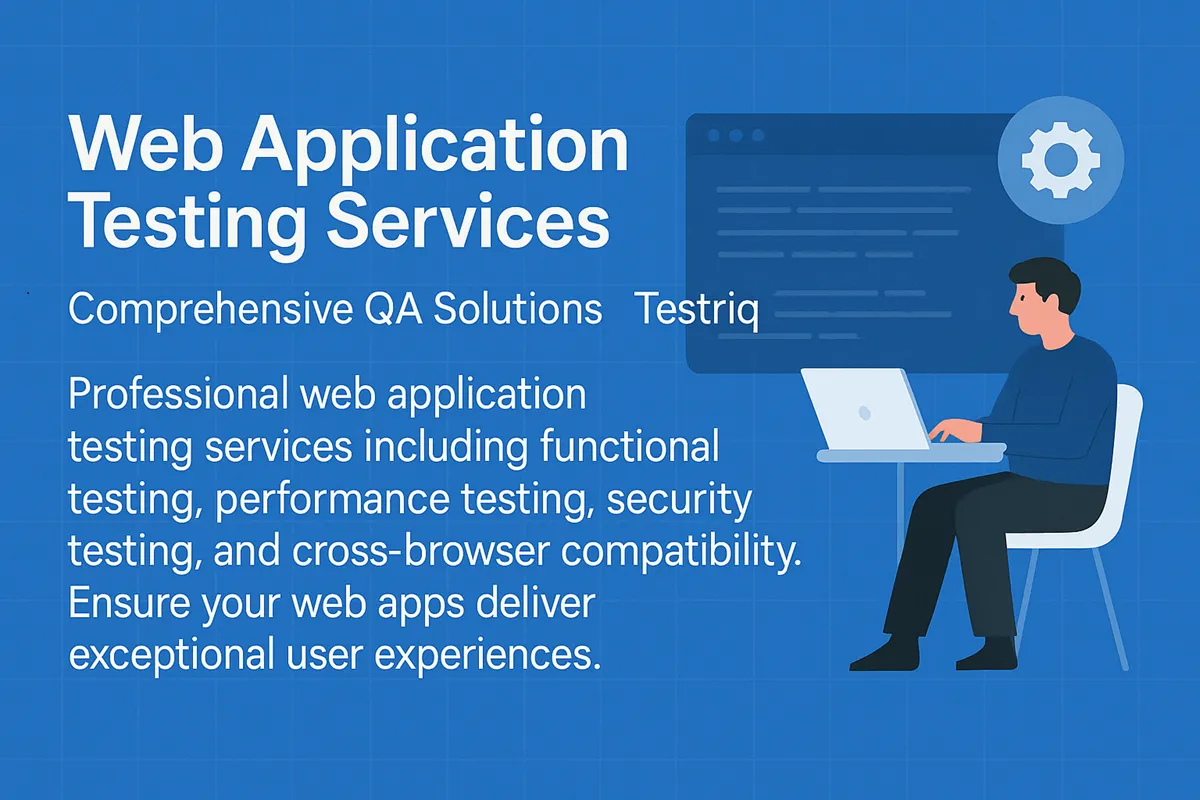 Web Application
Testing Services
Comprehensive QA Solutions Testriq
Professional web application
testing services including functional
testing, performance testing, security
testing, and cross-browser compatibility.
Ensure your web apps deliver
exceptional user experiences.